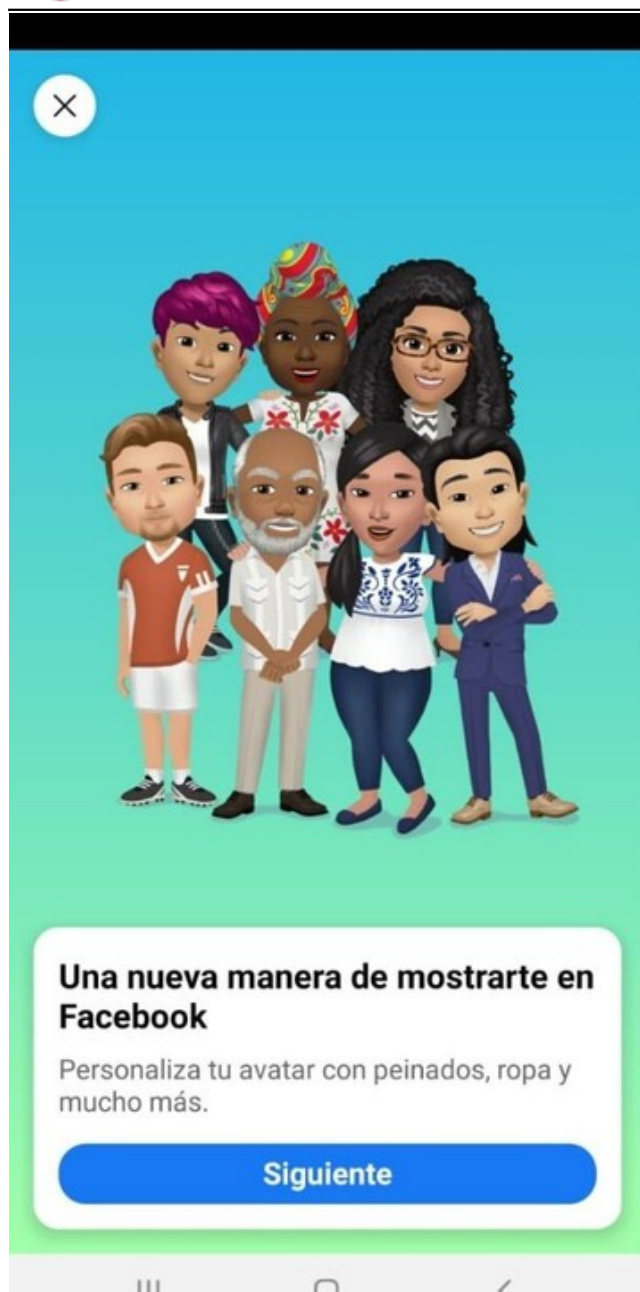 Una nueva manera de mostrarte en
Facebook
Personaliza tu avatar con peinados, ropa y
mucho más.
Siguiente